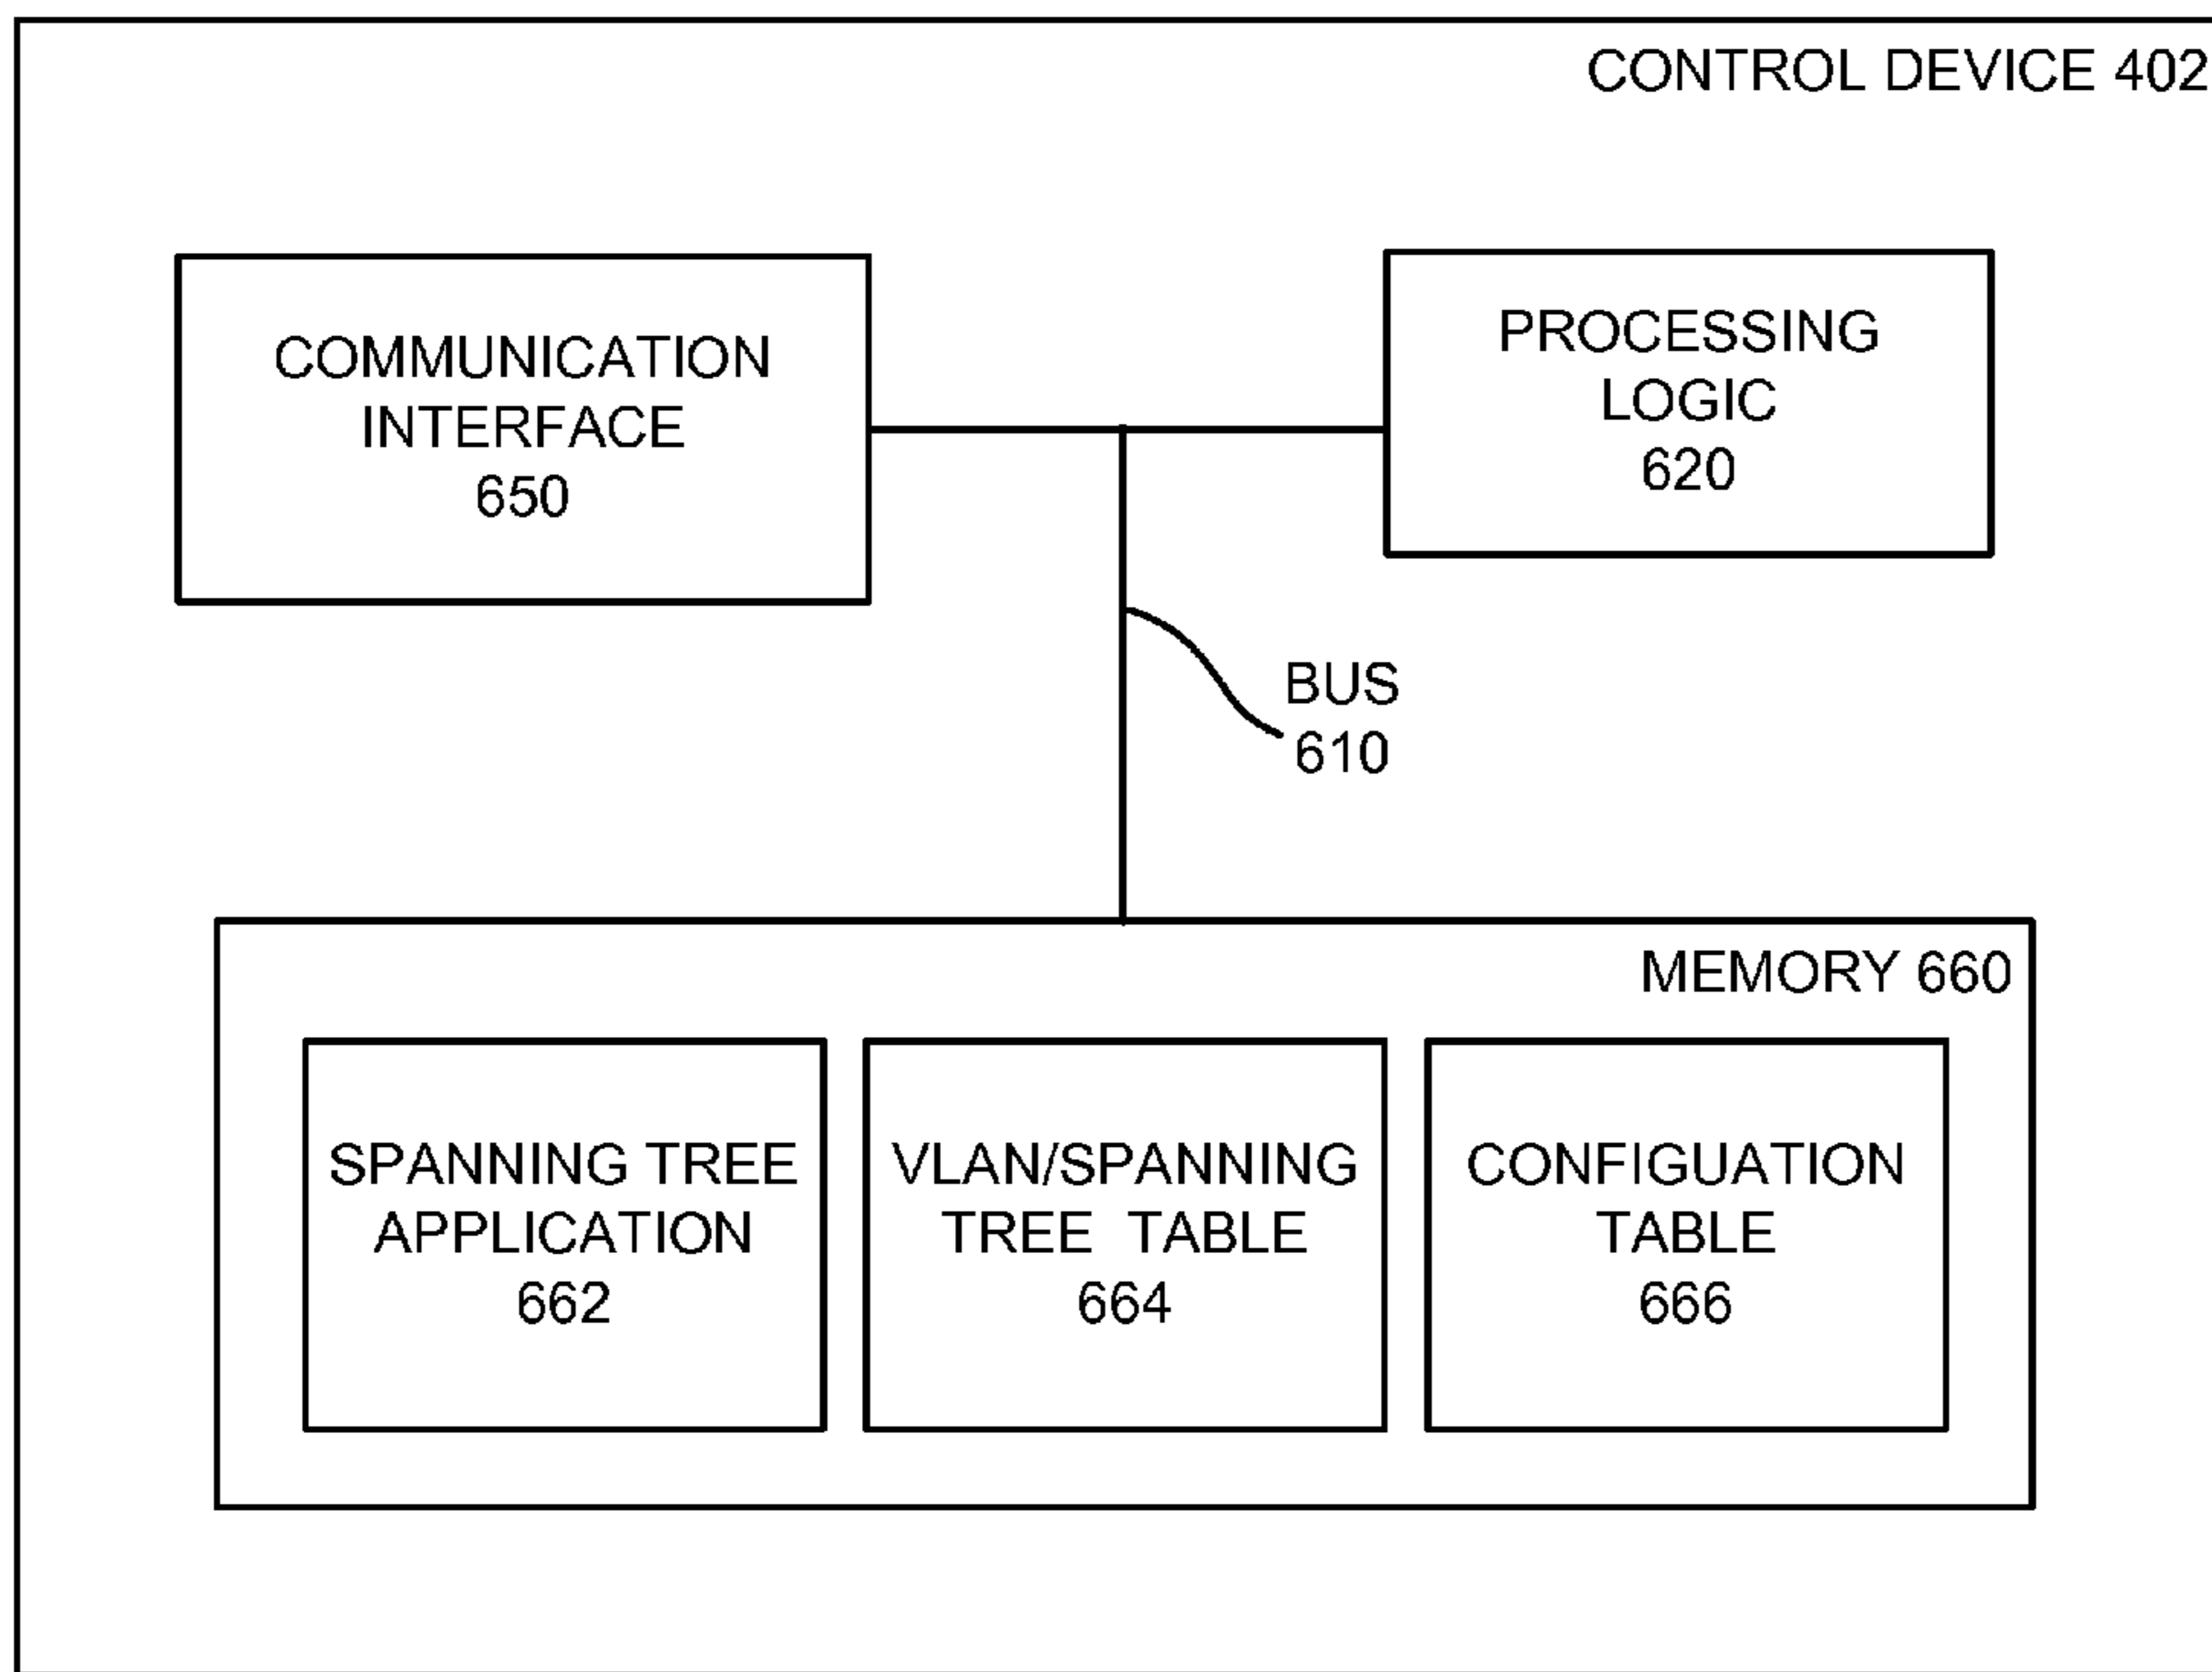 CONTROL DEVICE 402
COMMUNICATION
INTERFACE
650
PROCESSING
LOGIC
620
BUS
610
MEMORY 660
SPANNING TREE
APPLICATION
662
VLAN/SPANNING
TREE TABLE
664
CONFIGUATION
TABLE
666